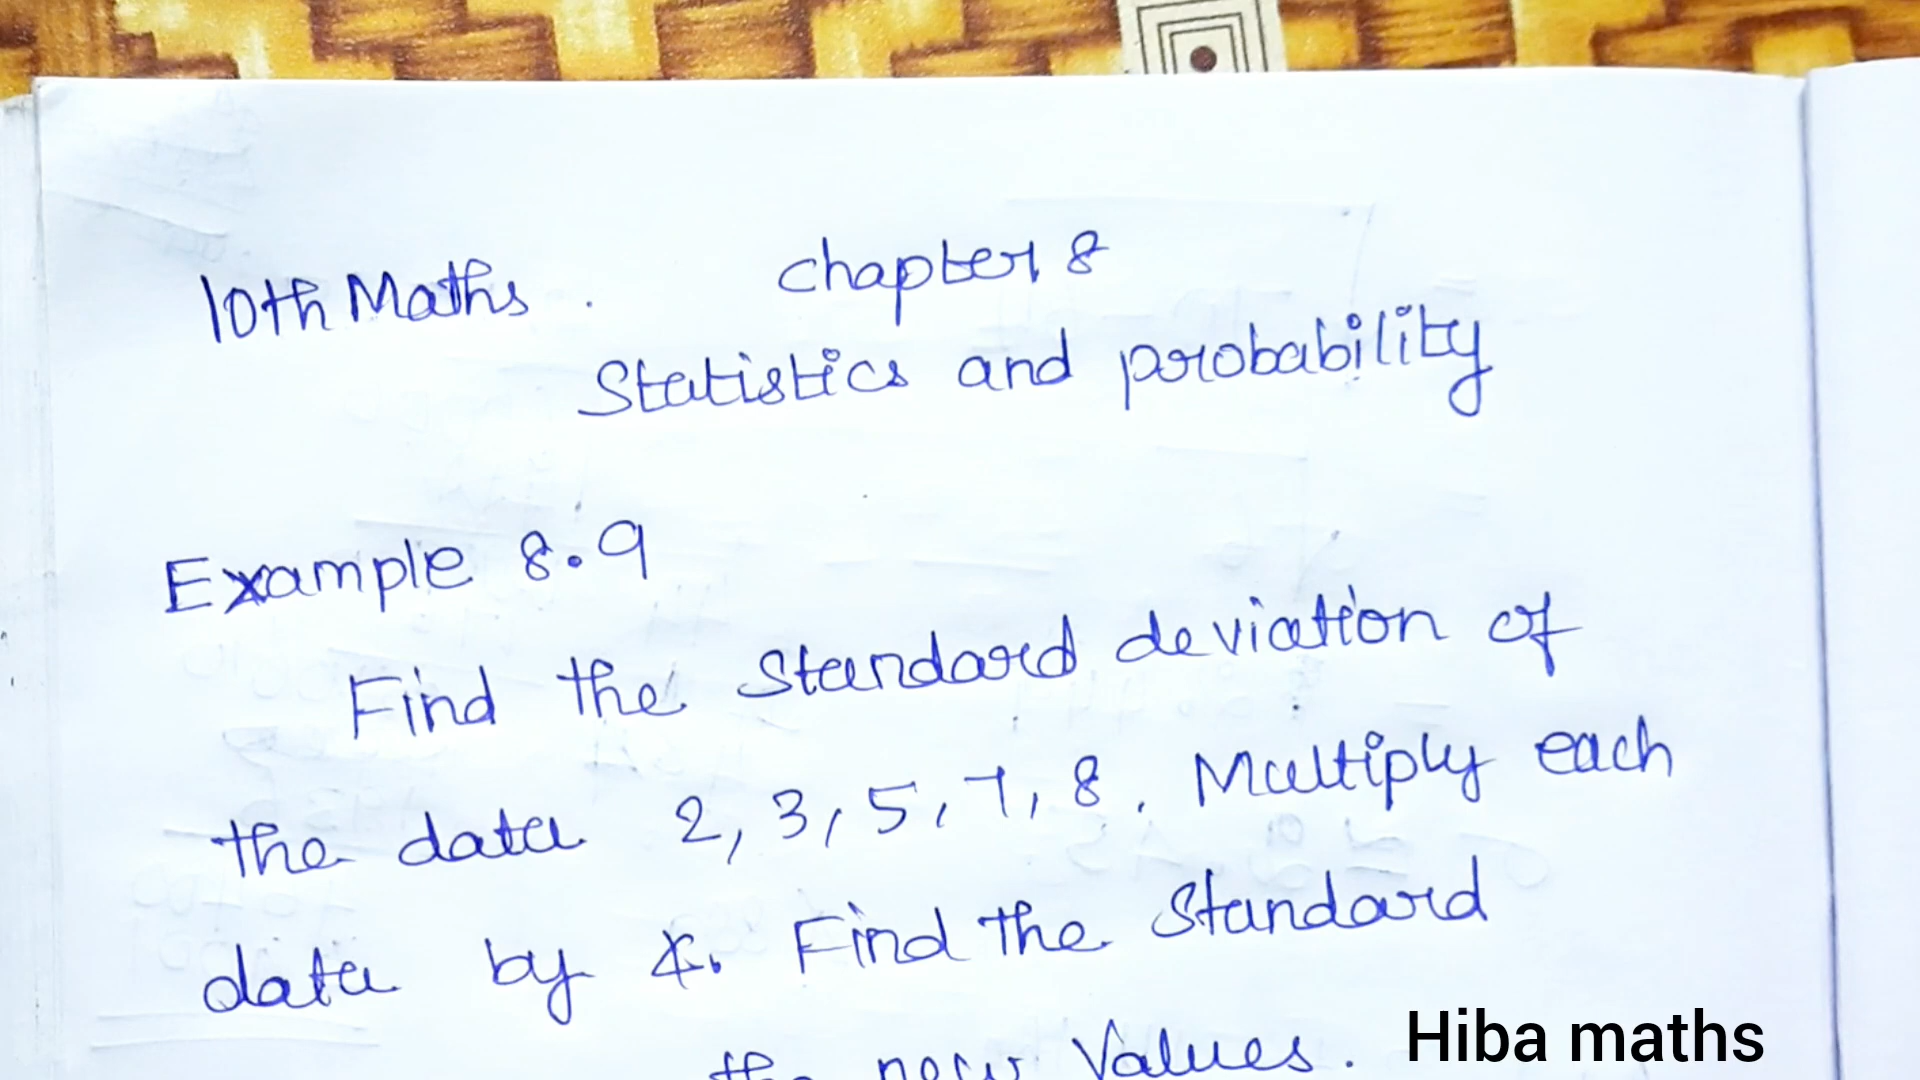 10th Maths. chapter 8
Statistics and probability
Example 8.9
Find the Standard deviation of
the data 2, 3, 5, 7, 8. Multiply each
data by 4. Find the Standard
the new Values.
Hiba maths